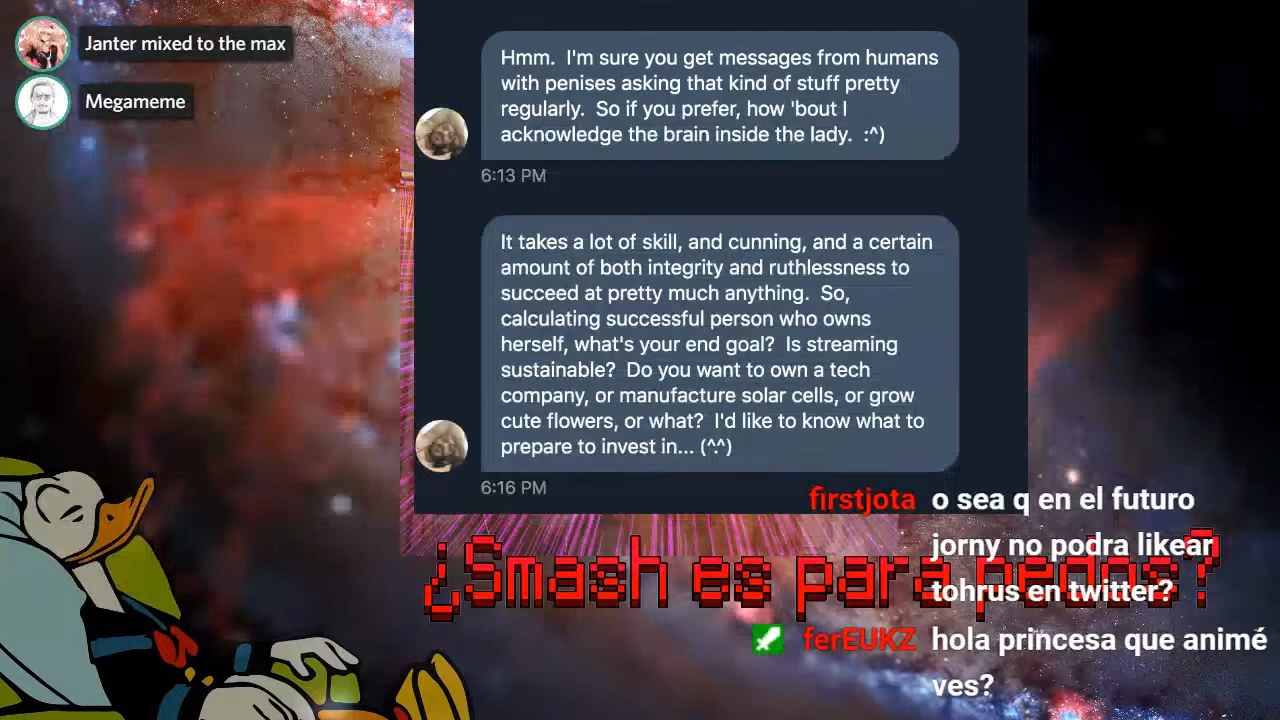 Janter mixed to the max
Megameme
Hmm.  I'm sure you get messages from humans
with penises asking that kind of stuff pretty
regularly.  So if you prefer, how 'bout I
acknowledge the brain inside the lady.  :^)
6:13 PM
It takes a lot of skill, and cunning, and a certain
amount of both integrity and ruthlessness to
succeed at pretty much anything.  So,
calculating successful person who owns
herself, what's your end goal?  Is streaming
sustainable?  Do you want to own a tech
company, or manufacture solar cells, or grow
cute flowers, or what?  I'd like to know what to
prepare to invest in... (^.^)
6:16 PM
firstjota o sea q en el futuro
jorny no podra likear
tohrus en twitter?
¿Smash es para pedos?
ferEUKZ hola princesa que animé
ves?